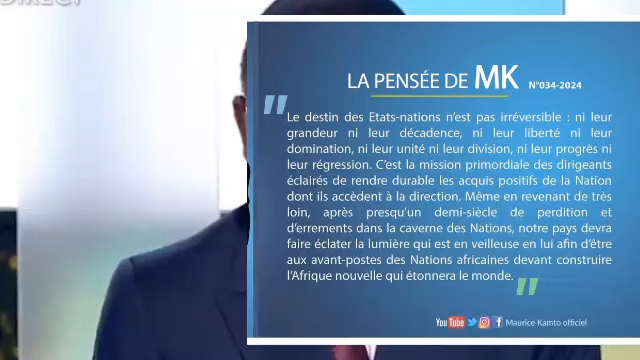 DIRECT
LA PENSÉE DE MK N°034-2024
"
Le destin des Etats-nations n'est pas irréversible : ni leur
grandeur ni leur décadence, ni leur liberté ni leur
domination, ni leur unité ni leur division, ni leur progrès ni
leur régression. C'est la mission primordiale des dirigeants
éclairés de rendre durable les acquis positifs de la Nation
dont ils accèdent à la direction. Même en revenant de très
loin, après presqu'un demi-siècle de perdition et
d'errements dans la caverne des Nations, notre pays devra
faire éclater la lumière qui est en veilleuse en lui afin d'être
aux avant-postes des Nations africaines devant construire
l'Afrique nouvelle qui étonnera le monde.
"
YouTube Maurice Kamto officiel